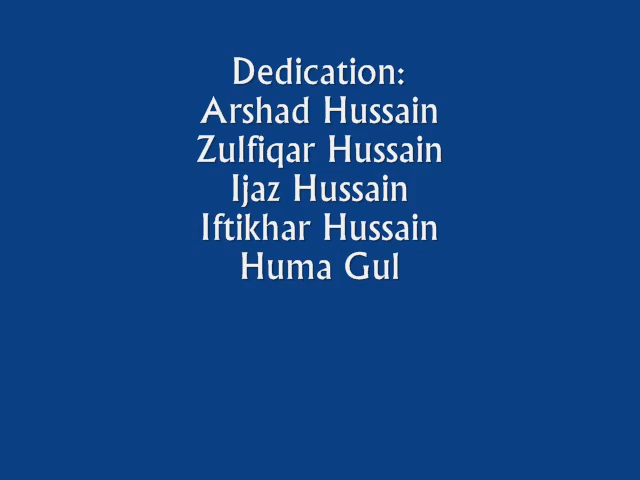 Dedication:
Arshad Hussain
Zulfiqar Hussain
Ijaz Hussain
Iftikhar Hussain
Huma Gul